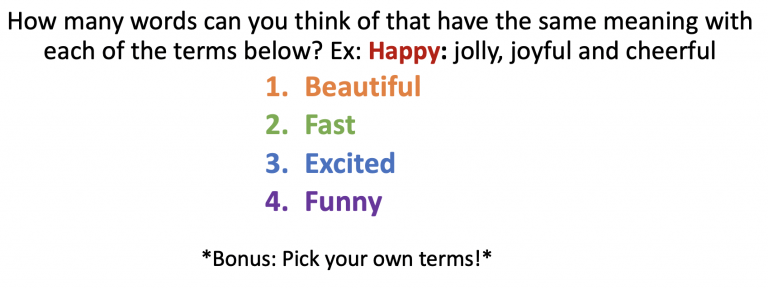 How many words can you think of that have the same meaning with
each of the terms below? Ex: Happy: jolly, joyful and cheerful
1. Beautiful
2. Fast
3. Excited
4. Funny
*Bonus: Pick your own terms!*